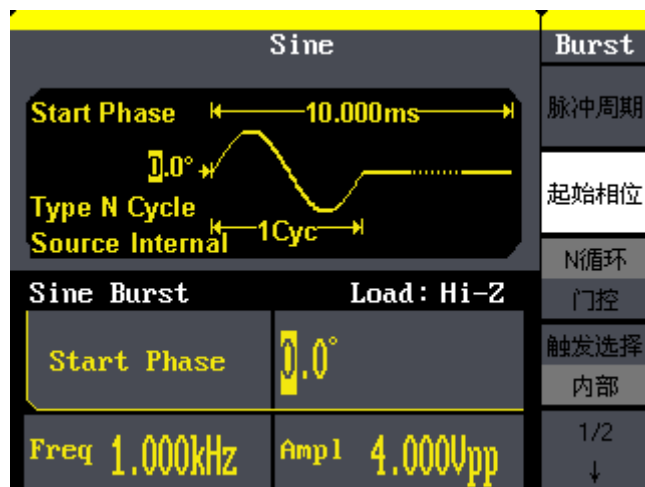 Sine
Burst
Start Phase
10.000ms
0.0°
Type N Cycle
Source Internal
1Cyc
Sine Burst
Load:Hi-Z
Start Phase
0.0°
Freq 1.000kHz
Ampl 4.000Vpp
脉冲周期
起始相位
N循环
门控
触发选择
内部
1/2
↓